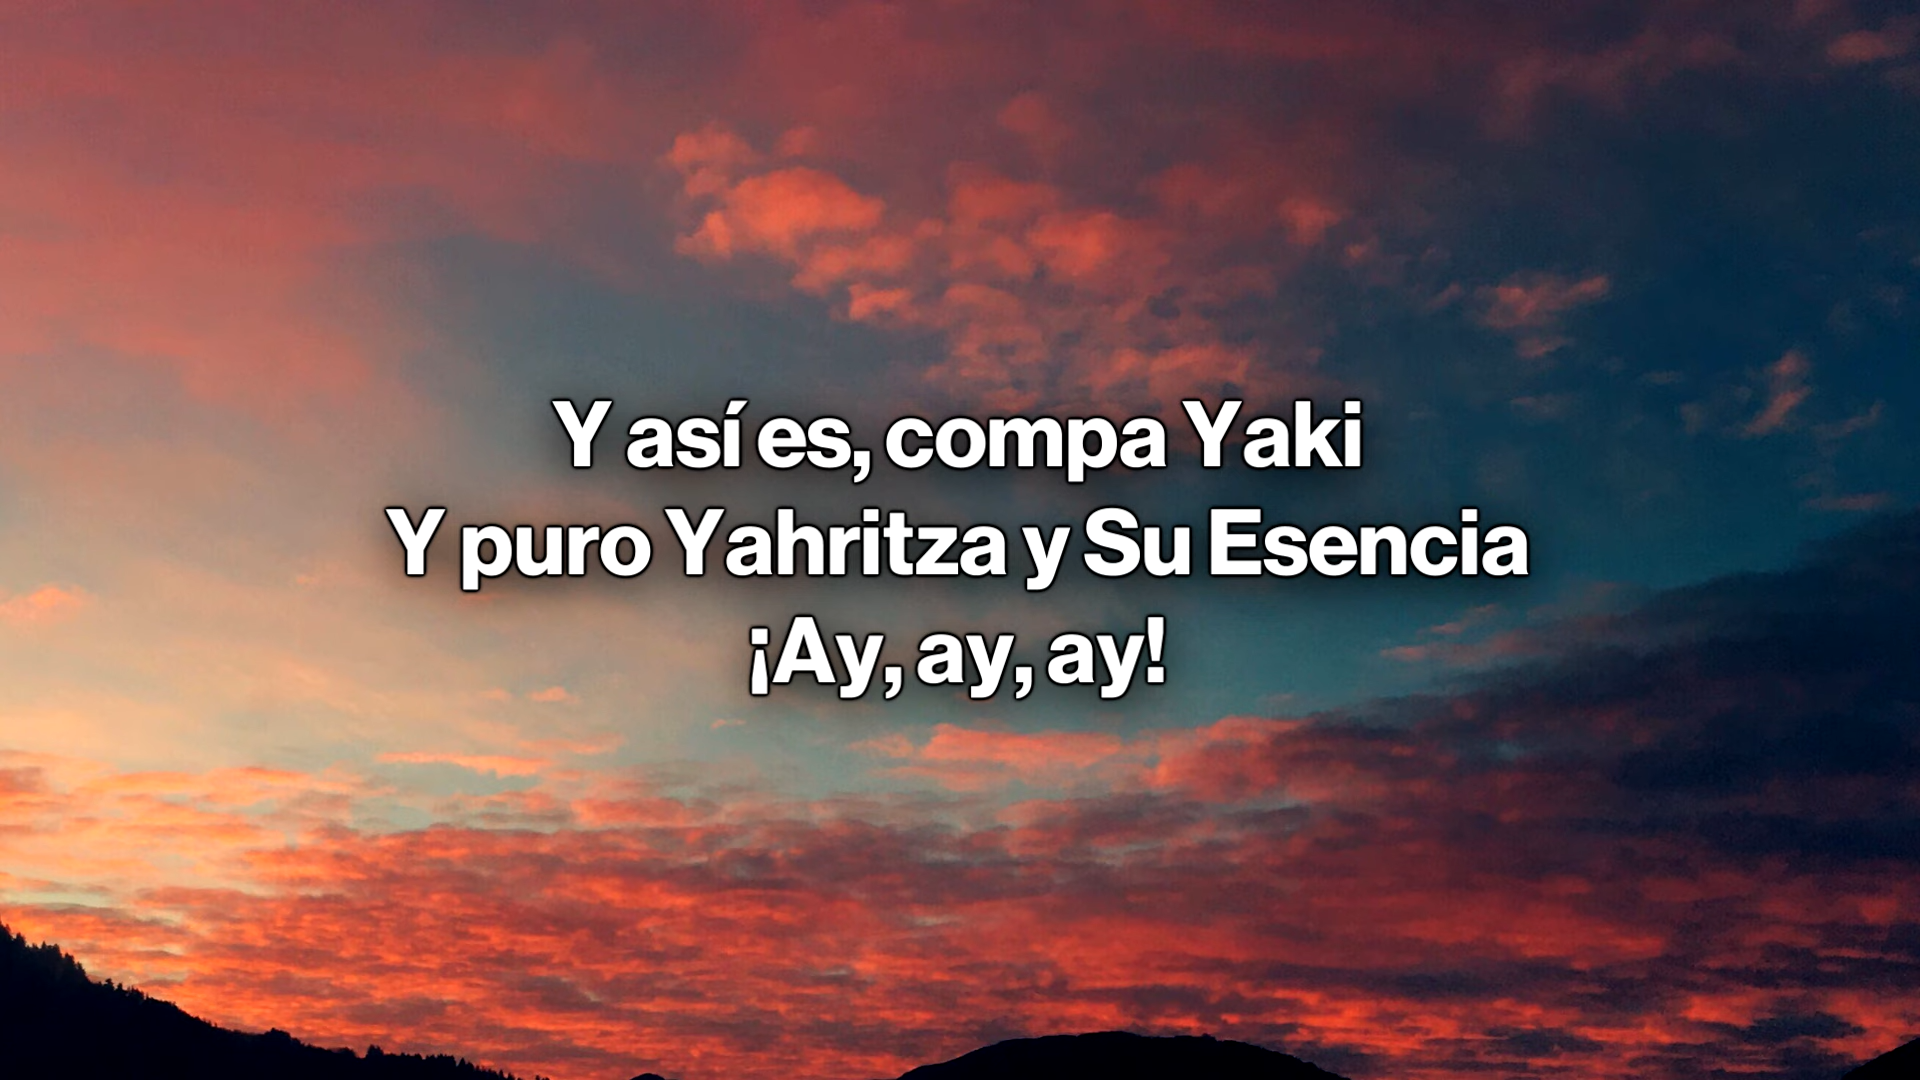 Y así es, compa Yaki
Y puro Yahritza y Su Esencia
¡Ay, ay, ay!